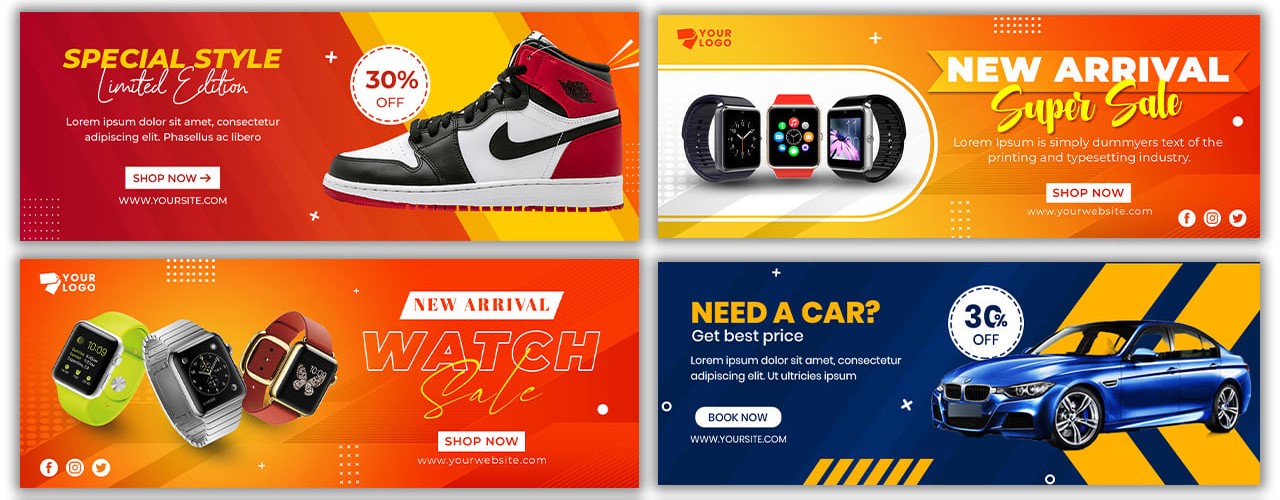 SPECIAL STYLE
Limited Edition
Lorem ipsum dolor sit amet, consectetur
adipiscing elit. Phasellus ac libero
SHOP NOW →
WWW.YOURSITE.COM
30%
OFF
YOUR
LOGO
NEW ARRIVAL
Super Sale
Lorem Ipsum is simply dummyers text of the
printing and typesetting industry.
SHOP NOW
www.yourwebsite.com
YOUR
LOGO
10:09
10:09
NEW ARRIVAL
WATCH
Sale
SHOP NOW
www.yourwebsite.com
NEED A CAR?
Get best price
Lorem ipsum dolor sit amet, consectetur
adipiscing elit. Ut ultricies ipsum
BOOK NOW
WWW.YOURSITE.COM
30%
OFF